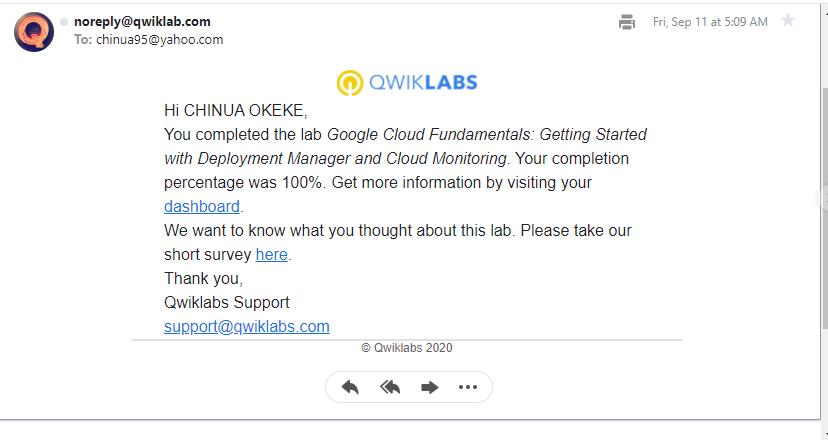 noreply@qwiklab.com
Fri, Sep 11 at 5:09 AM
To: chinua95@yahoo.com
QWIKLABS
Hi CHINUA OKEKE,
You completed the lab Google Cloud Fundamentals: Getting Started
with Deployment Manager and Cloud Monitoring. Your completion
percentage was 100%. Get more information by visiting your
dashboard.
We want to know what you thought about this lab. Please take our
short survey here.
Thank you,
Qwiklabs Support
support@qwiklabs.com
© Qwiklabs 2020